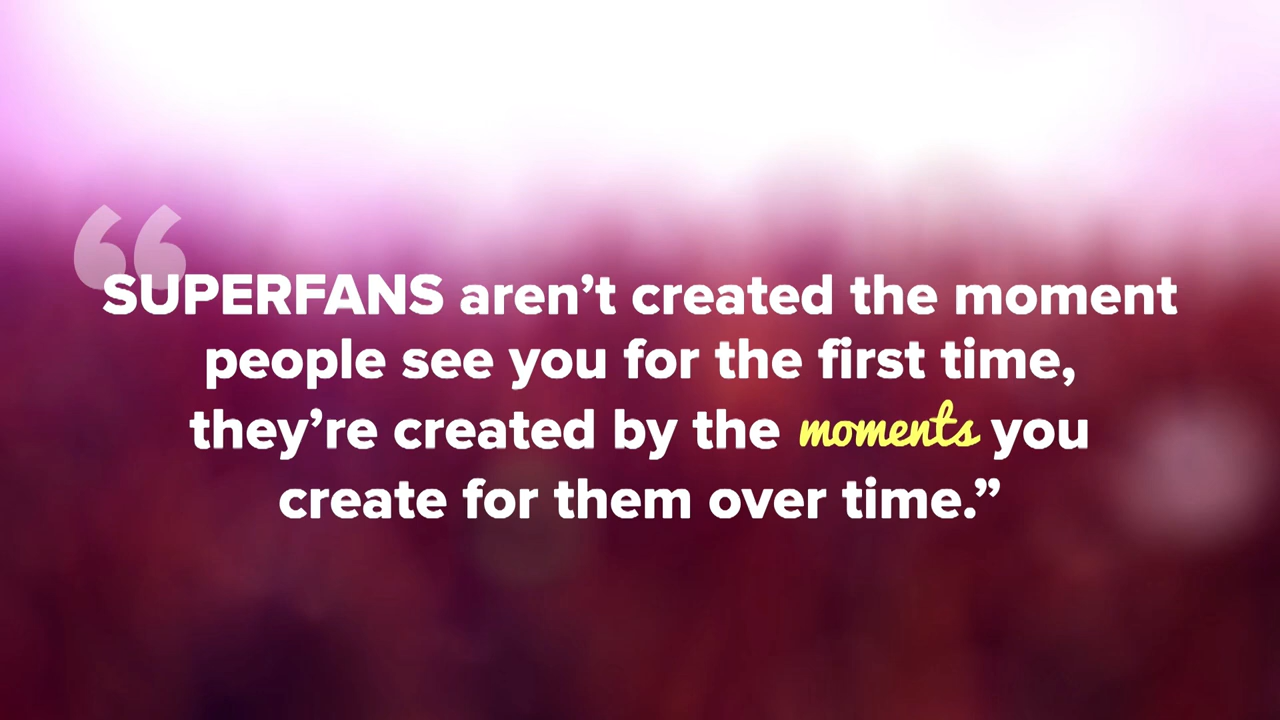 “
SUPERFANS aren’t created the moment
people see you for the first time,
they’re created by the moments you
create for them over time.”